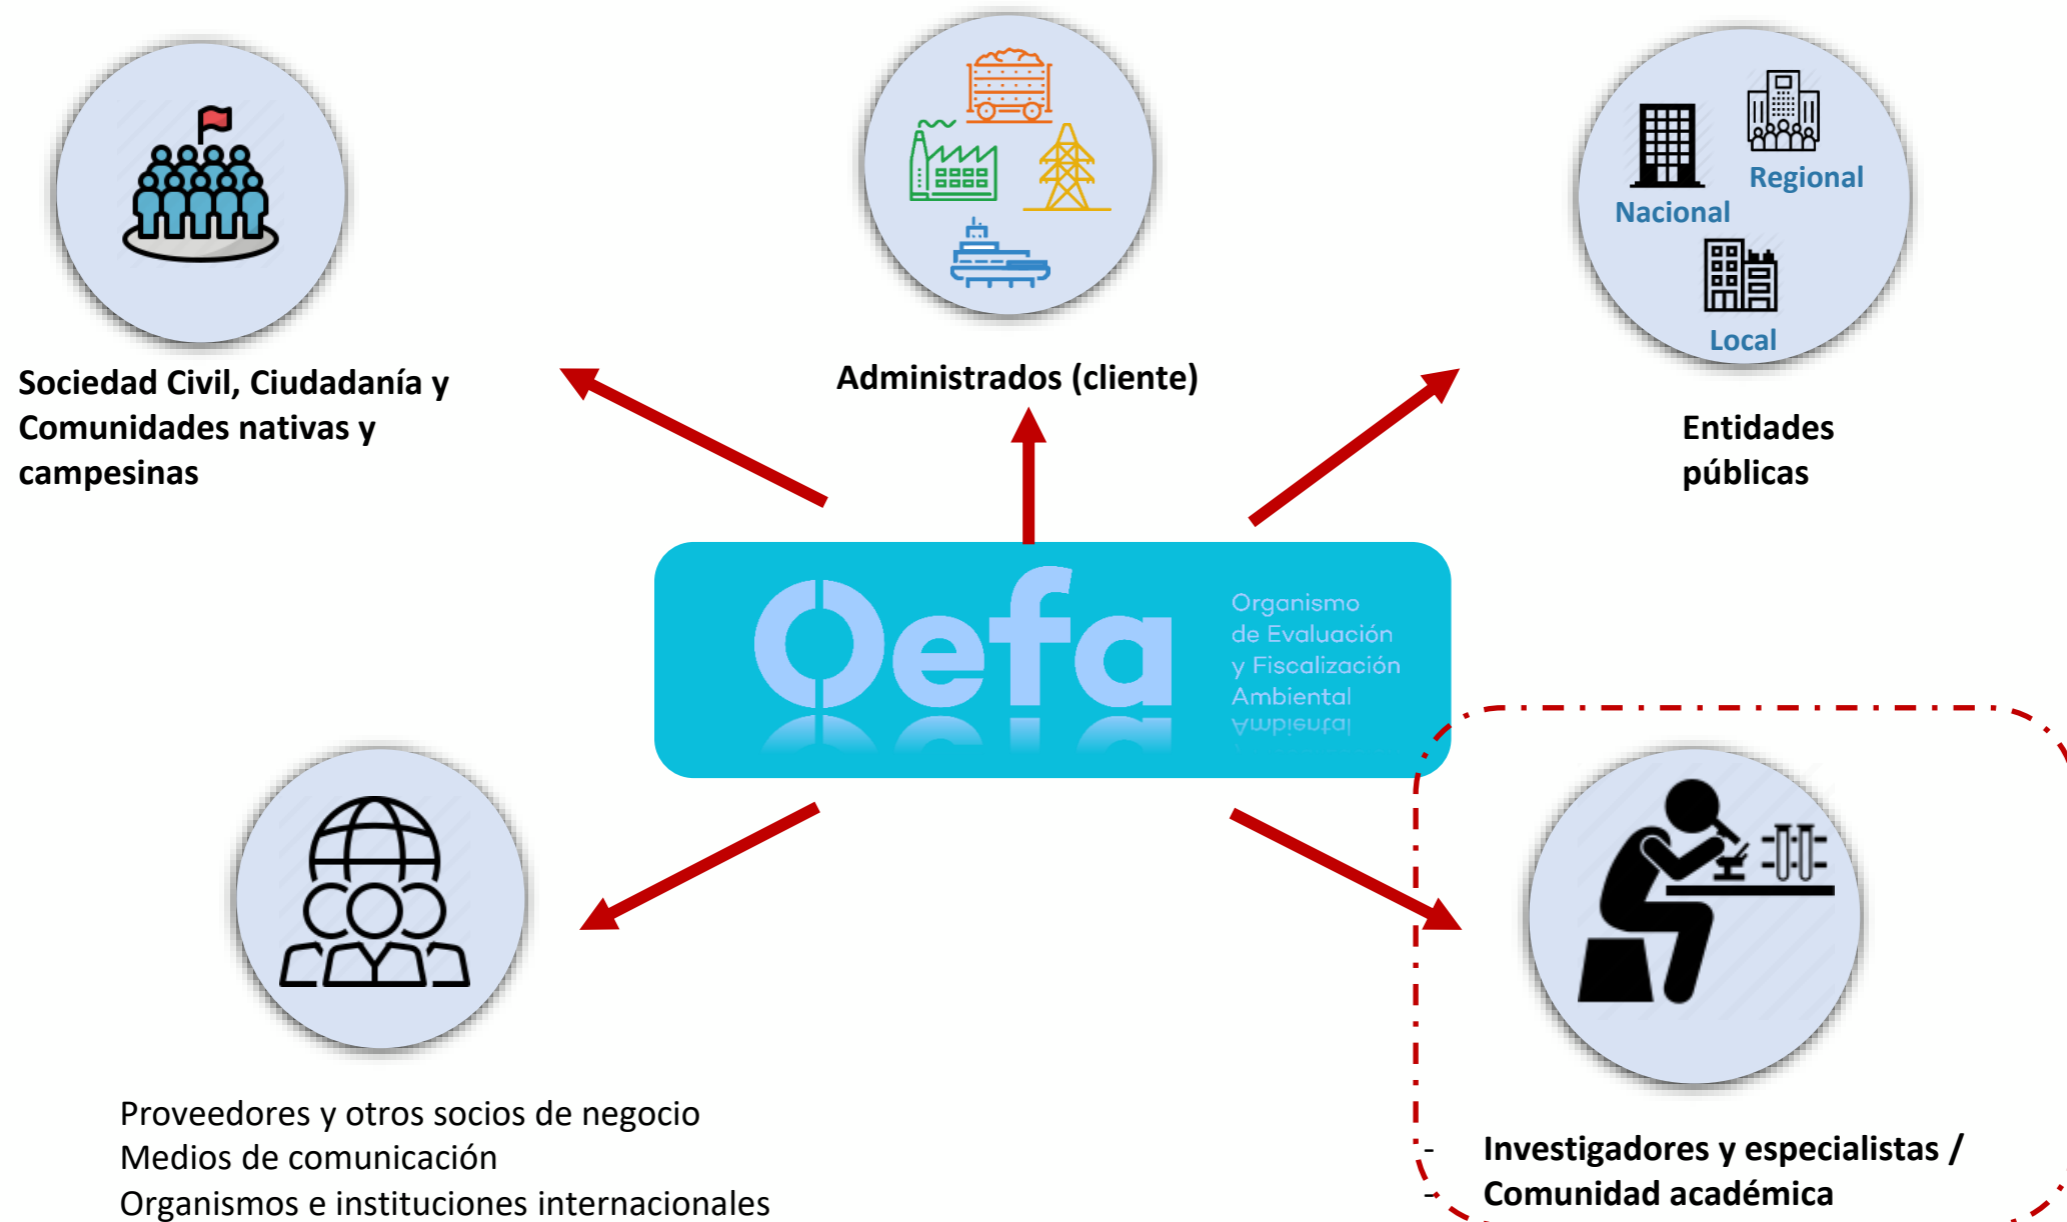 Nacional
Regional
Local
Sociedad Civil, Ciudadanía y
Comunidades nativas y
campesinas
Administrados (cliente)
Entidades
públicas
Oefa
Organismo
de Evaluación
y Fiscalización
Ambiental
Proveedores y otros socios de negocio
Medios de comunicación
Organismos e instituciones internacionales
- Investigadores y especialistas /
- Comunidad académica